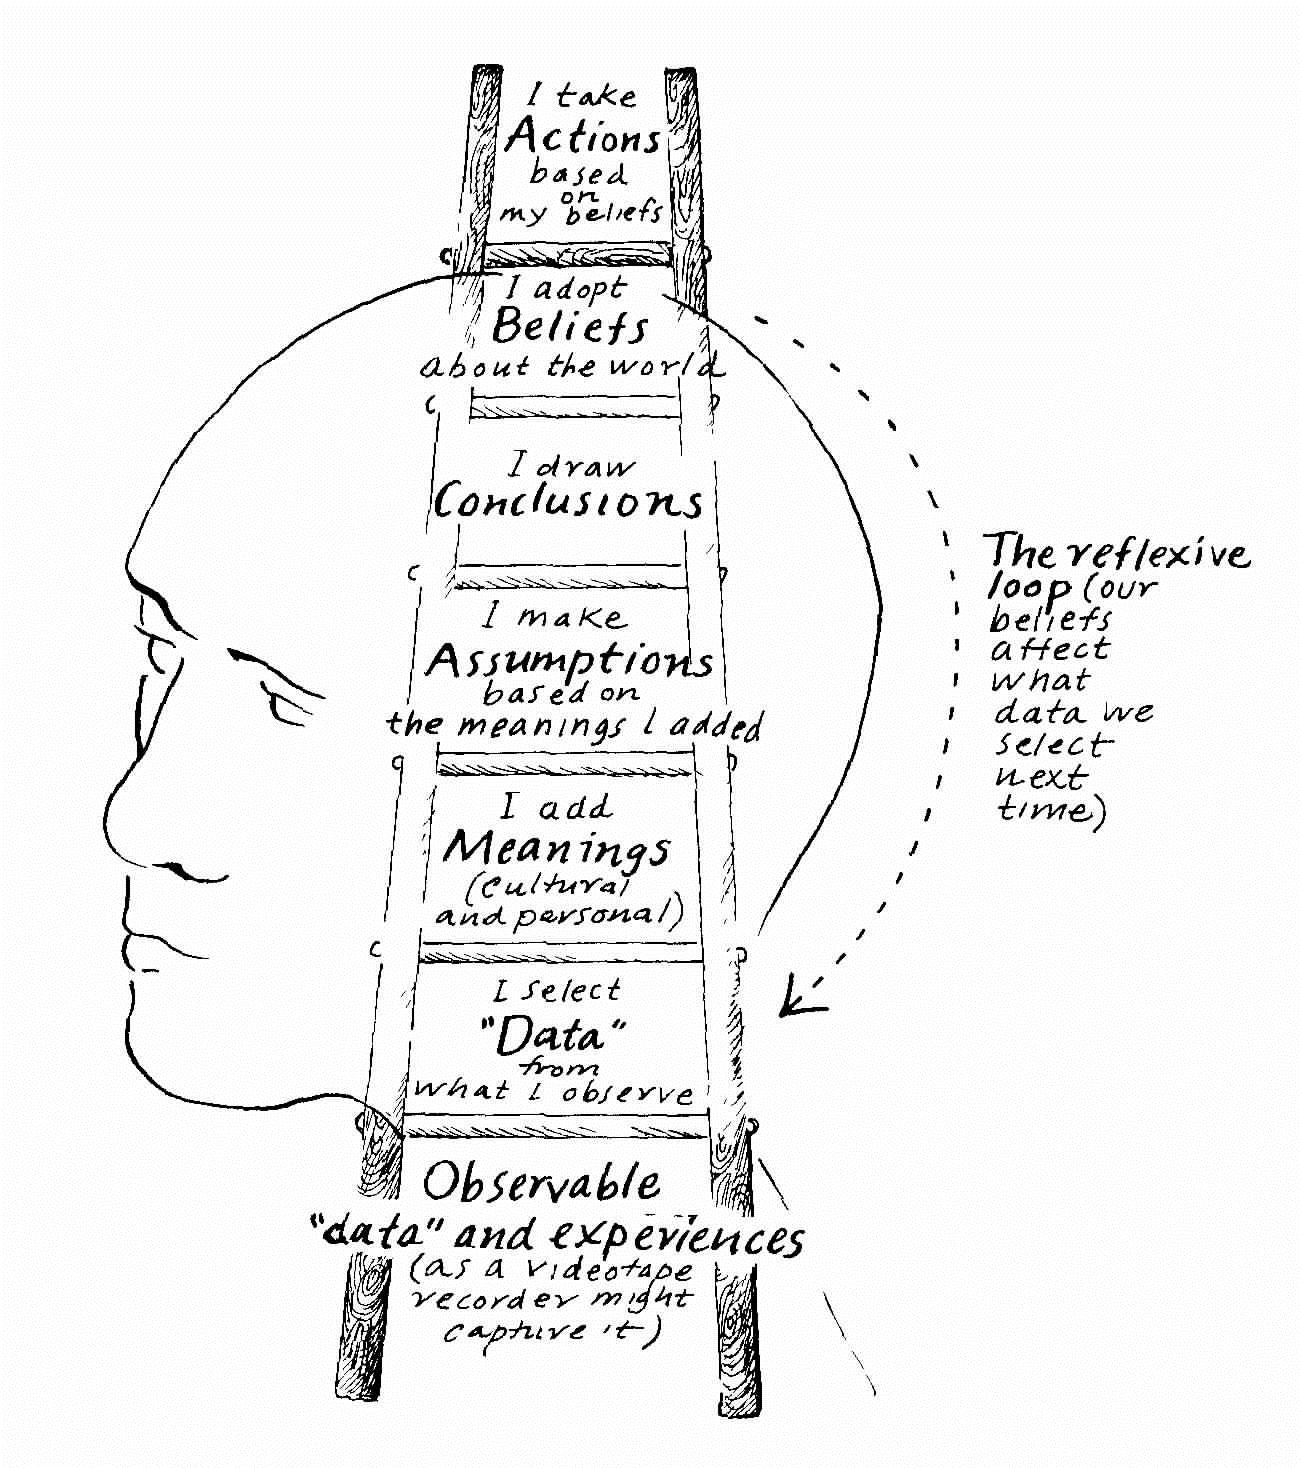 I take
Actions
based
on
my beliefs
I adopt
Beliefs
about the world
I draw
Conclusions
I make
Assumptions
based on
the meanings I added
I add
Meanings
(cultural
and personal)
I select
"Data"
from
what I observe
Observable
"data" and experiences
(as a videotape
recorder might
capture it)
The reflexive
loop (our
beliefs
affect
what
data we
select
next
time)